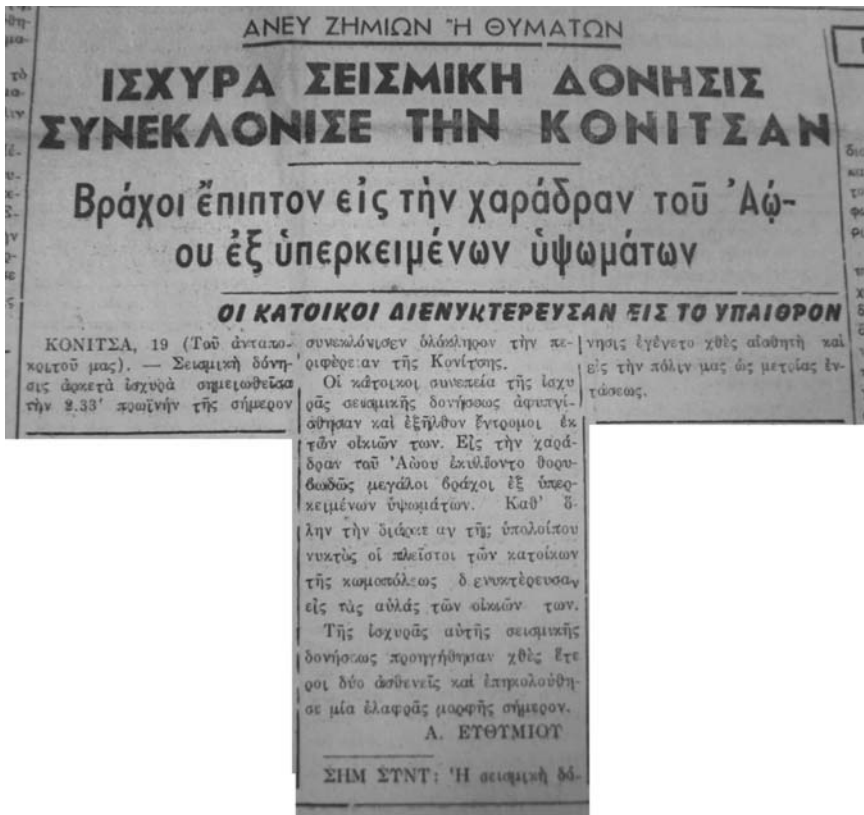 ΑΝΕΥ ΖΗΜΙΩΝ Ἢ ΘΥΜΑΤΩΝ
ΙΣΧΥΡΑ ΣΕΙΣΜΙΚΗ ΔΟΝΗΣΙΣ
ΣΥΝΕΚΛΟΝΙΣΕ ΤΗΝ ΚΟΝΙΤΣΑΝ
Βράχοι ἔπιπτον εἰς τὴν χαράδραν τοῦ Ἀῴ-
ου ἐξ ὑπερκειμένων ὑψωμάτων
ΟΙ ΚΑΤΟΙΚΟΙ ΔΙΕΝΥΚΤΕΡΕΥΣΑΝ ΕΙΣ ΤΟ ΥΠΑΙΘΡΟΝ
ΚΟΝΙΤΣΑ, 19 (Τοῦ ἀνταπο-
κριτοῦ μας). — Σεισμικὴ δόνη-
σις ἀρκετὰ ἰσχυρὰ σημειωθεῖσα
τὴν 2.33' πρωϊνήν τῆς σήμερον
συνεκλόνισεν ὁλόκληρον τὴν πε-
ριφέρειαν τῆς Κονίτσης.
Οἱ κάτοικοι συνεπεία τῆς ἰσχυ
ρᾶς σεισμικῆς δονήσεως ἀφυπνί-
σθησαν καὶ ἐξῆλθον ἔντρομοι ἐκ
τῶν οἰκιῶν των. Εἰς τὴν χαρά-
δραν τοῦ Ἀώου ἐκυλίοντο θορυ-
βωδῶς μεγάλοι βράχοι ἐξ ὑπερ-
κειμένων ὑψωμάτων. Καθ' ὅ-
λην τὴν διάρκε αν τῆς ὑπολοίπου
νυκτὸς οἱ πλεῖστοι τῶν κατοίκων
τῆς κωμοπόλεως δ ενυκτέρευσαν
εἰς τὰς αὐλάς τῶν οἰκιῶν των.
Τῆς ἰσχυρᾶς αὐτῆς σεισμικῆς
δονήσεως προηγήθησαν χθὲς ἕτε
ροι δύο ἀσθενεῖς καὶ ἐπηκολούθη-
σε μία ἐλαφρᾶς μορφῆς σήμερον.
Α. ΕΥΘΥΜΙΟΥ
ΣΗΜ ΣΥΝΤ: Ἡ σεισμικὴ δό-
νησις ἐγένετο χθὲς αἰσθητὴ καὶ
εἰς τὴν πόλιν μας ὡς μετρίας ἐν-
τάσεως.